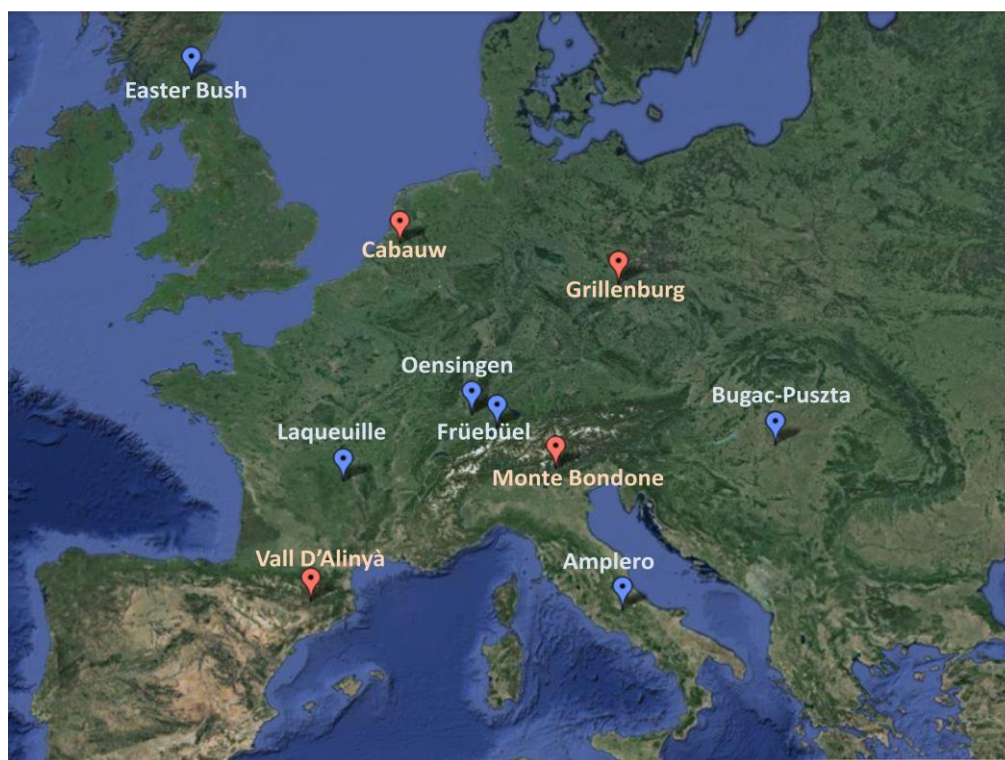 Easter Bush
Cabauw
Grillenburg
Oensingen
Bugac-Puszta
Laqueuille
Früebüel
Monte Bondone
Vall D’Alinyà
Amplero